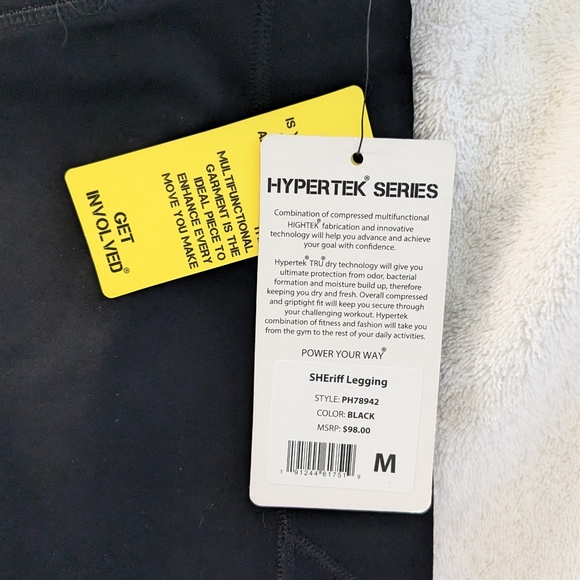 HYPERTEK® SERIES
Combination of compressed multifunctional
HIGHTEK® fabrication and innovative
technology will help you advance and achieve
your goal with confidence.
Hypertek® TRU® dry technology will give you
ultimate protection from odor, bacterial
formation and moisture build up, therefore
keeping you dry and fresh. Overall compressed
and griptight fit will keep you secure through
your challenging workout. Hypertek
combination of fitness and fashion will take you
from the gym to the rest of your daily activities.
POWER YOUR WAY®
SHEriff Legging
STYLE: PH78942
COLOR: BLACK
MSRP: $98.00
1 91244 61751 9
M
GET
INVOLVED®
MULTIFUNCTIONAL
GARMENT IS THE
IDEAL PIECE TO
ENHANCE EVERY
MOVE YOU MAKE